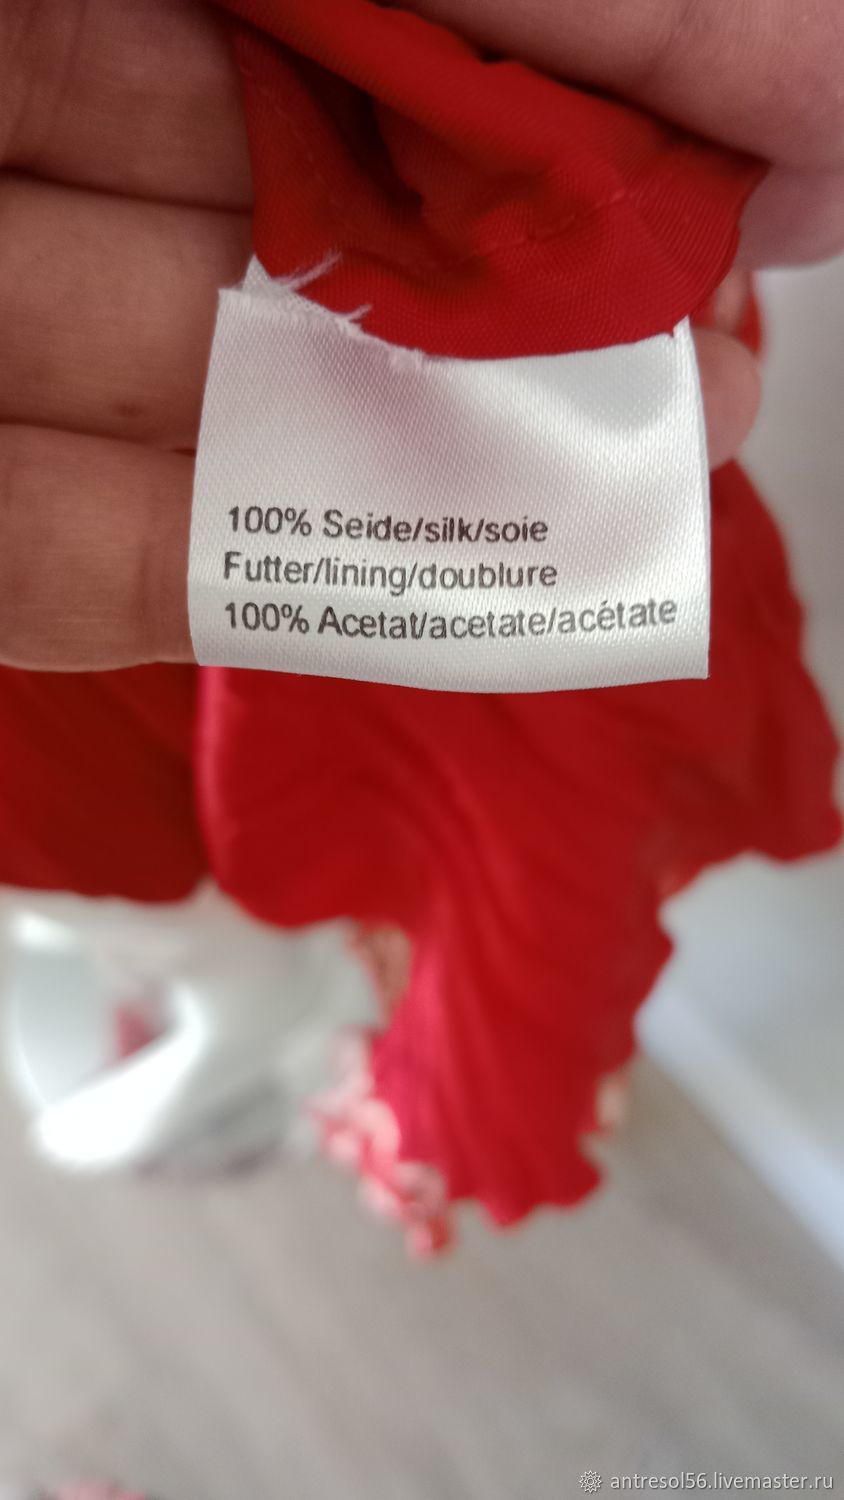 100% Seide/silk/soie
Futter/lining/doublure
100% Acetat/acetate/acétate
antresol56.livemaster.ru